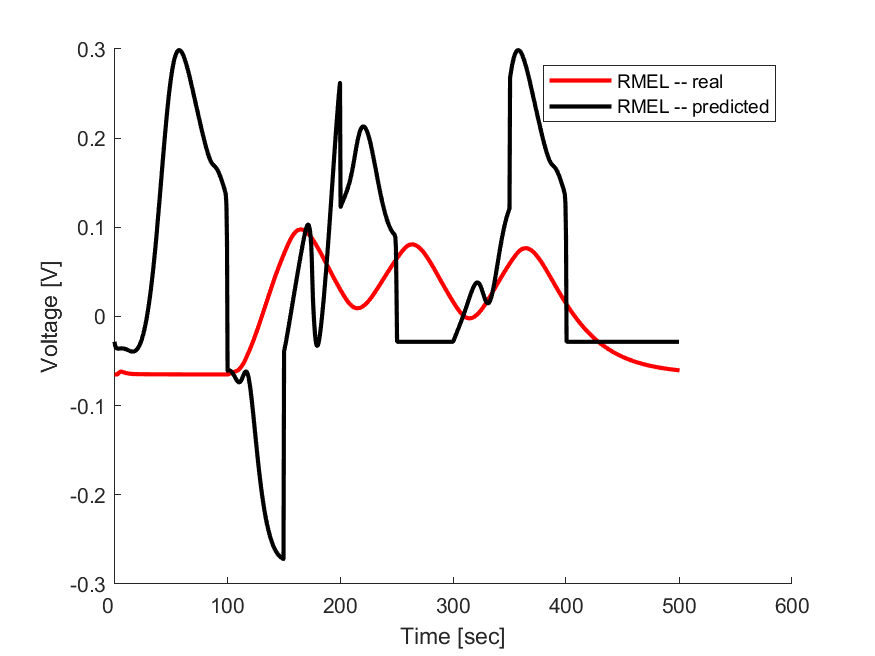 0.3
0.2
0.1
0
-0.1
-0.2
-0.3
Voltage [V]
RMEL -- real
RMEL -- predicted
0 100 200 300 400 500 600
Time [sec]